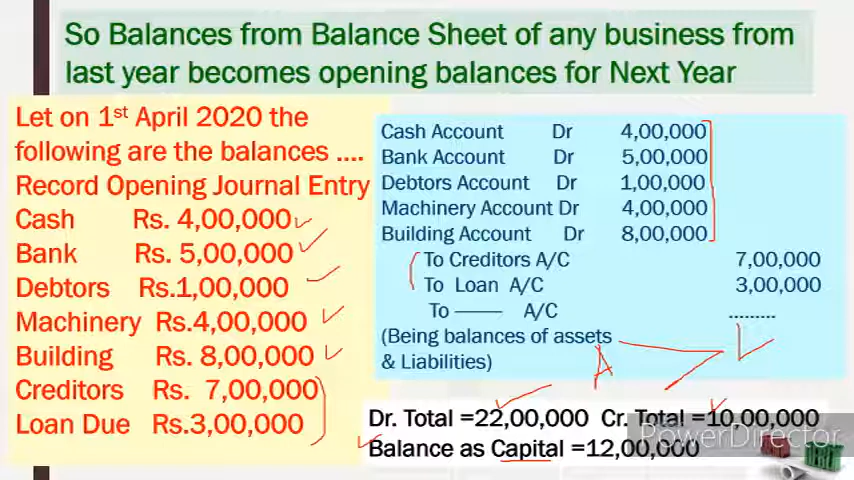 So Balances from Balance Sheet of any business from
last year becomes opening balances for Next Year
Let on 1st April 2020 the
following are the balances ....
Record Opening Journal Entry
Cash Rs. 4,00,000
Bank Rs. 5,00,000
Debtors Rs.1,00,000
Machinery Rs.4,00,000
Building Rs. 8,00,000
Creditors Rs. 7,00,000
Loan Due Rs.3,00,000
Cash Account Dr 4,00,000
Bank Account Dr 5,00,000
Debtors Account Dr 1,00,000
Machinery Account Dr 4,00,000
Building Account Dr 8,00,000
To Creditors A/C 7,00,000
To Loan A/C 3,00,000
To —— A/C .........
(Being balances of assets
& Liabilities)
A
Dr. Total =22,00,000 Cr. Total =10,00,000
Balance as Capital =12,00,000
PowerDirector